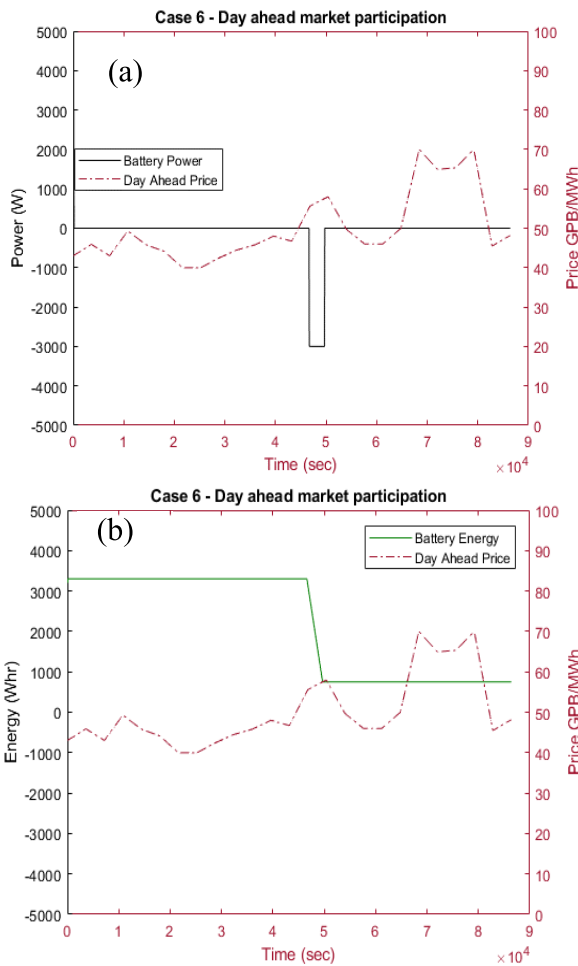 Case 6 - Day ahead market participation
(a)
5000
4000
3000
2000
1000
0
-1000
-2000
-3000
-4000
-5000
Power (W)
Battery Power
Day Ahead Price
100
90
80
70
60
50
40
30
20
10
0
Price GPB/MWh
0 1 2 3 4 5 6 7 8 9
Time (sec)
×10⁴
Case 6 - Day ahead market participation
(b)
5000
4000
3000
2000
1000
0
-1000
-2000
-3000
-4000
-5000
Energy (Whr)
Battery Energy
Day Ahead Price
100
90
80
70
60
50
40
30
20
10
0
Price GPB/MWh
0 1 2 3 4 5 6 7 8 9
Time (sec)
×10⁴